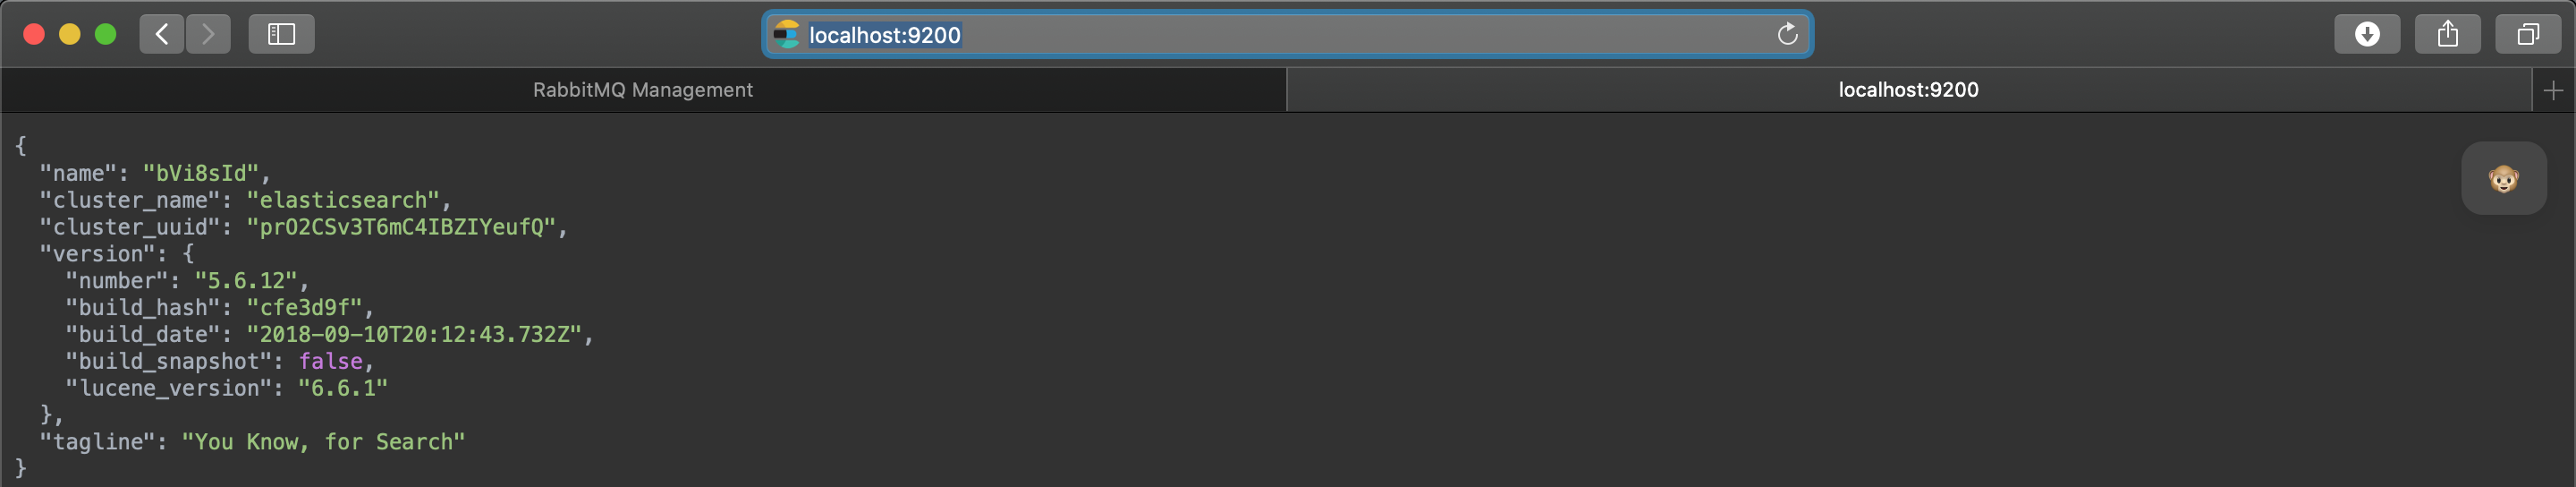 localhost:9200
RabbitMQ Management
localhost:9200
{
"name": "bVi8sId",
"cluster_name": "elasticsearch",
"cluster_uuid": "prO2CSv3T6mC4IBZIYeufQ",
"version": {
"number": "5.6.12",
"build_hash": "cfe3d9f",
"build_date": "2018-09-10T20:12:43.732Z",
"build_snapshot": false,
"lucene_version": "6.6.1"
},
"tagline": "You Know, for Search"
}